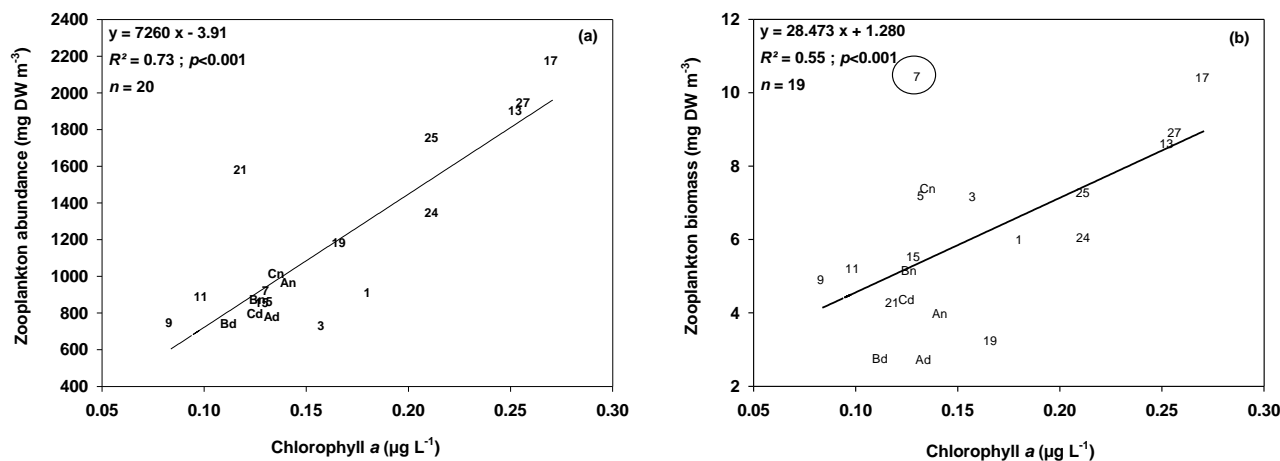 y = 7260 x - 3.91
(a)
R² = 0.73 ; p<0.001
n = 20
Zooplankton abundance (mg DW m⁻³)
2400
2200
2000
1800
1600
1400
1200
1000
800
600
400
17
27
13
25
21
24
19
Cn
An
7
1
11
Bn
15
5
Cd
Ad
9
Bd
3
0.05 0.10 0.15 0.20 0.25 0.30
Chlorophyll a (µg L⁻¹)
y = 28.473 x + 1.280
(b)
R² = 0.55 ; p<0.001
n = 19
Zooplankton biomass (mg DW m⁻³)
12
10
8
6
4
2
7
17
27
13
Cn
5
3
25
1
24
15
11
Bn
9
21
Cd
An
19
Bd
Ad
0.05 0.10 0.15 0.20 0.25 0.30
Chlorophyll a (µg L⁻¹)